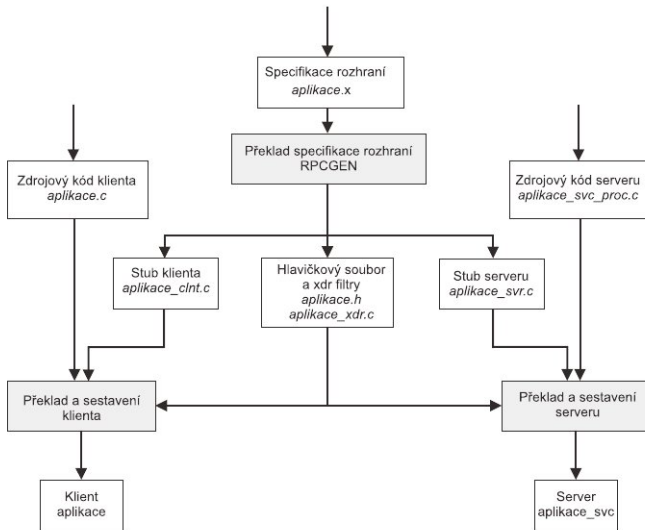 Specifikace rozhraní
aplikace.x
Překlad specifikace rozhraní
RPCGEN
Zdrojový kód klienta
aplikace.c
Zdrojový kód serveru
aplikace_svc_proc.c
Stub klienta
aplikace_clnt.c
Hlavičkový soubor
a xdr filtry
aplikace.h
aplikace_xdr.c
Stub serveru
aplikace_svr.c
Překlad a sestavení
klienta
Překlad a sestavení
serveru
Klient
aplikace
Server
aplikace_svc